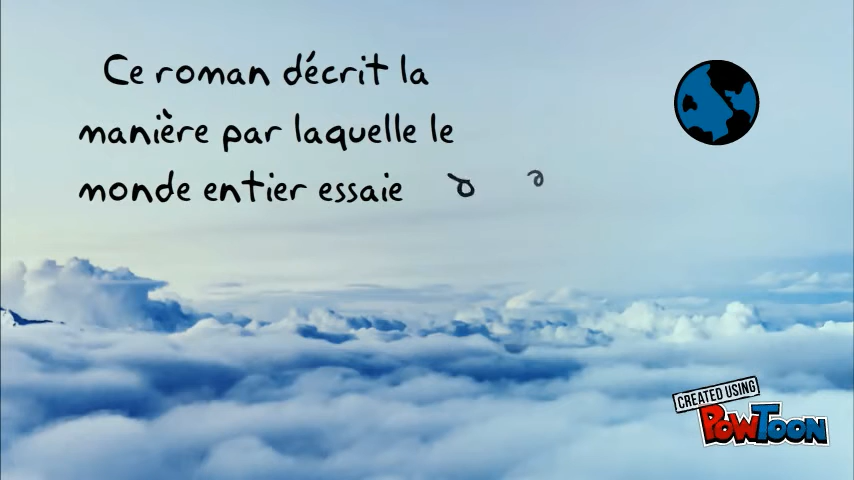 Ce roman décrit la
manière par laquelle le
monde entier essaie
CREATED USING
POWTOON